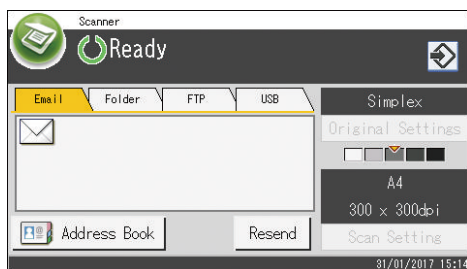 Scanner
Ready
Email
Folder
FTP
USB
Simplex
Original Settings
A4
300 × 300dpi
Address Book
Resend
Scan Setting
31/01/2017 15:14